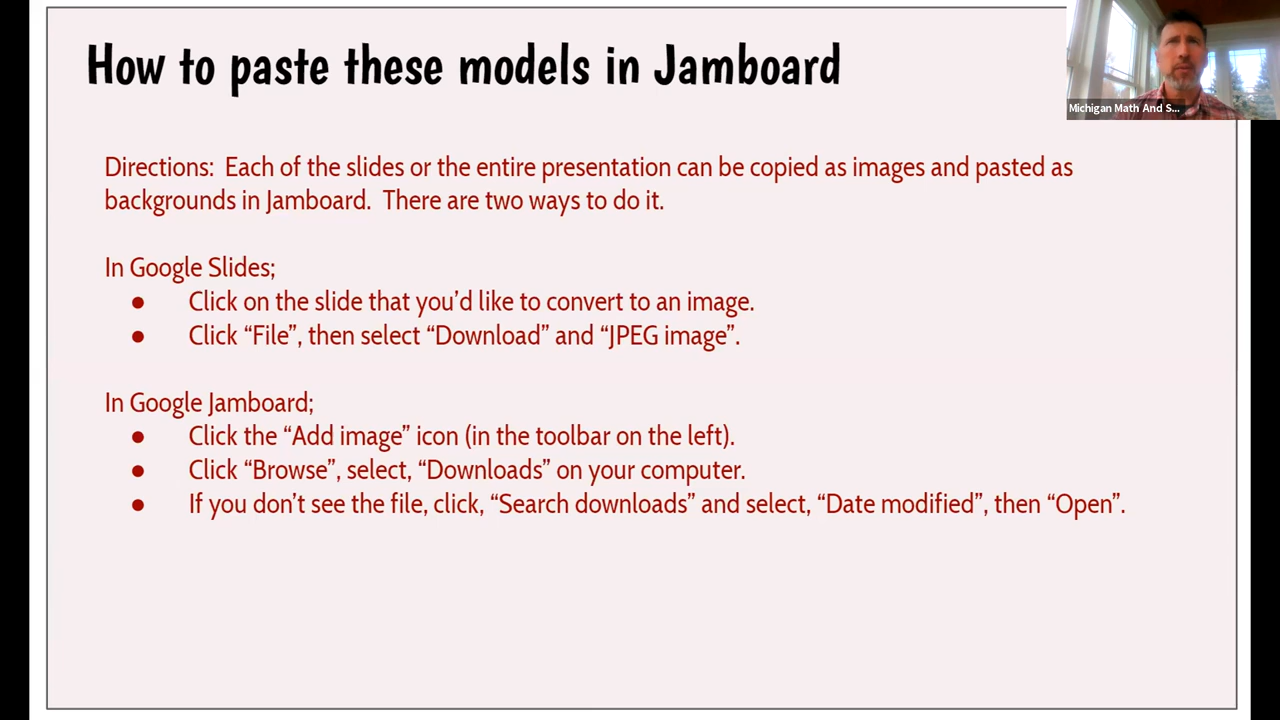 How to paste these models in Jamboard
Michigan Math And S...
Directions:  Each of the slides or the entire presentation can be copied as images and pasted as
backgrounds in Jamboard.  There are two ways to do it.
In Google Slides;
● Click on the slide that you’d like to convert to an image.
● Click “File”, then select “Download” and “JPEG image”.
In Google Jamboard;
● Click the “Add image” icon (in the toolbar on the left).
● Click “Browse”, select, “Downloads” on your computer.
● If you don’t see the file, click, “Search downloads” and select, “Date modified”, then “Open”.